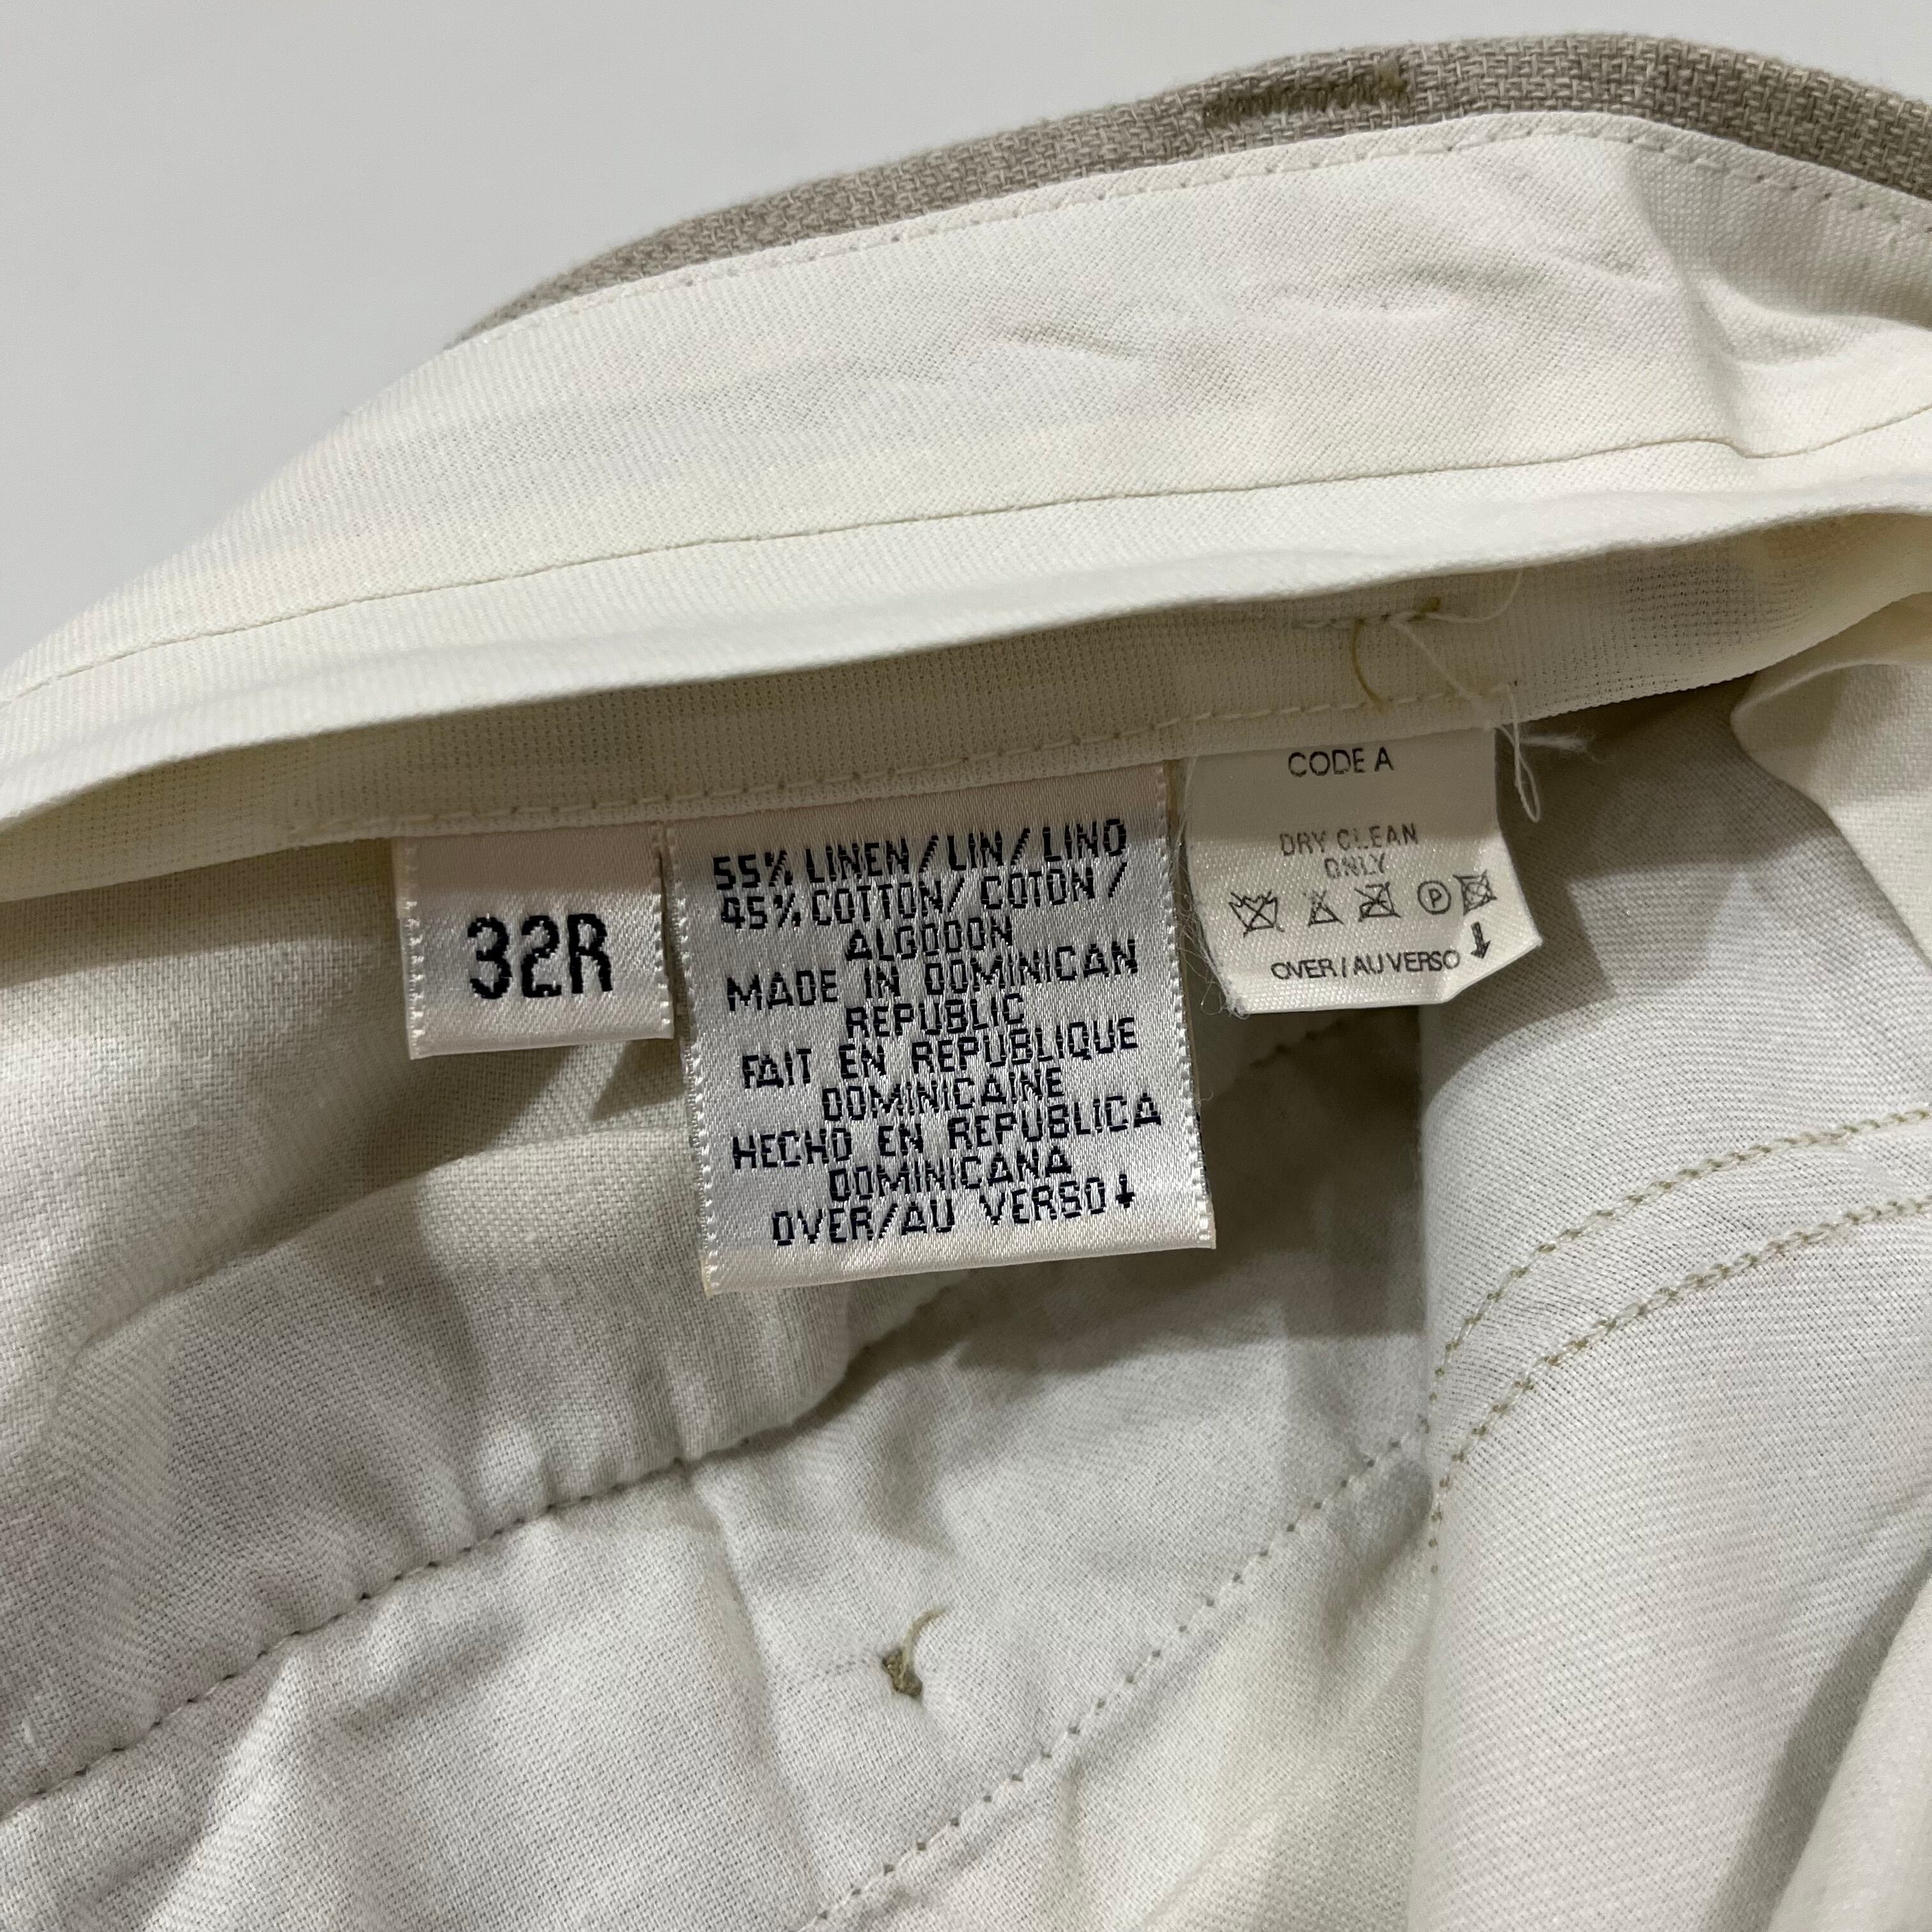 32R
55% LINEN/LIN/LINO
45% COTTON/ COTON/
ALGODON
MADE IN DOMINICAN
REPUBLIC
FAIT EN REPUBLIQUE
DOMINICAINE
HECHO EN REPUBLICA
DOMINICANA
OVER/AU VERSO↓
CODE A
DRY CLEAN
ONLY
P
OVER/AU VERSO ↓